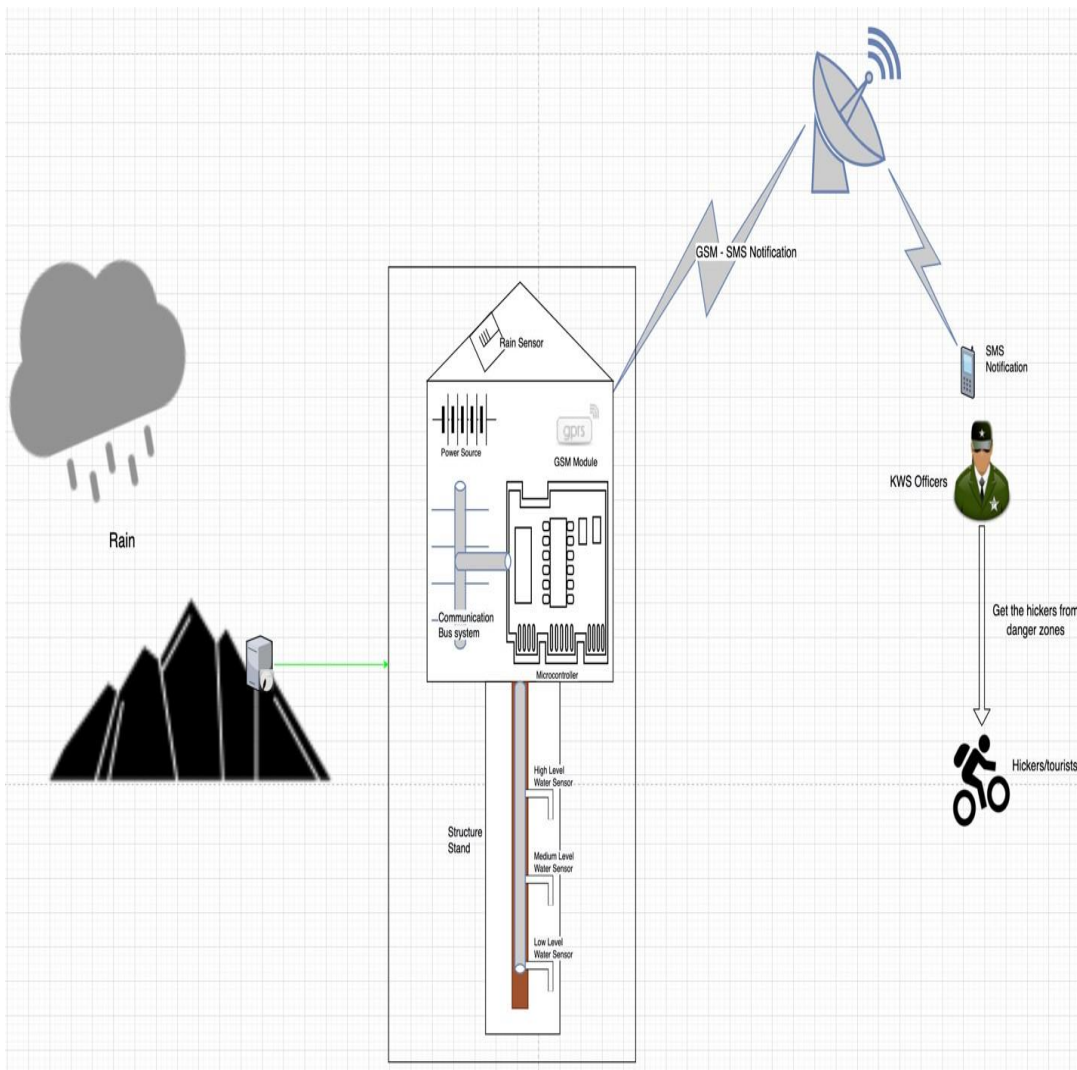 GSM - SMS Notification
SMS
Notification
Rain Sensor
Power Source
gprs
GSM Module
KWS Officers
Rain
Communication
Bus system
Microcontroller
Get the hickers from
danger zones
Hickers/tourists
High Level
Water Sensor
Structure
Stand
Medium Level
Water Sensor
Low Level
Water Sensor